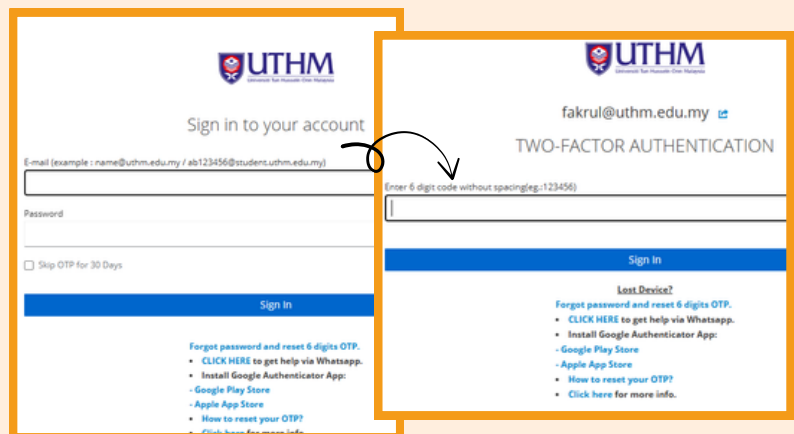 UTHM
Universiti Tun Hussein Onn Malaysia
Sign in to your account
E-mail (example : name@uthm.edu.my / ab123456@student.uthm.edu.my)
Password
Skip OTP for 30 Days
Sign In
Forgot password and reset 6 digits OTP.
• CLICK HERE to get help via Whatsapp.
• Install Google Authenticator App:
- Google Play Store
- Apple App Store
• How to reset your OTP?
• Click here for more info.
UTHM
Universiti Tun Hussein Onn Malaysia
fakrul@uthm.edu.my
TWO-FACTOR AUTHENTICATION
Enter 6 digit code without spacing(eg.:123456)
Sign In
Lost Device?
Forgot password and reset 6 digits OTP.
• CLICK HERE to get help via Whatsapp.
• Install Google Authenticator App:
- Google Play Store
- Apple App Store
• How to reset your OTP?
• Click here for more info.